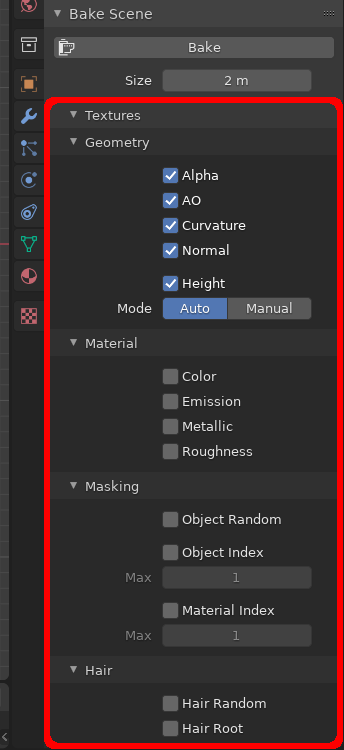 Bake Scene
Bake
Size 2 m
Textures
Geometry
Alpha
AO
Curvature
Normal
Height
Mode Auto Manual
Material
Color
Emission
Metallic
Roughness
Masking
Object Random
Object Index
Max 1
Material Index
Max 1
Hair
Hair Random
Hair Root